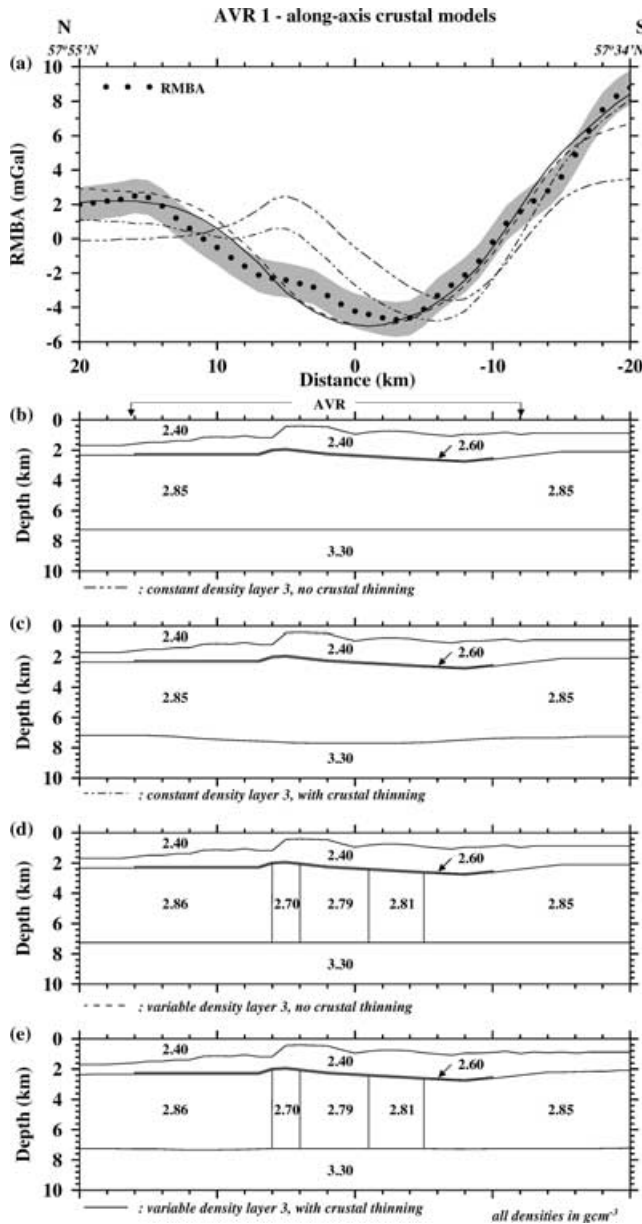 AVR 1 - along-axis crustal models
N S
57°55'N 57°34'N
(a)
10
8
6
4
2
0
-2
-4
-6
RMBA (mGal)
RMBA
20 10 0 -10 -20
Distance (km)
AVR
(b)
0
2
4
6
8
10
Depth (km)
2.40
2.40
2.60
2.85 2.85
3.30
: constant density layer 3, no crustal thinning
(c)
0
2
4
6
8
10
Depth (km)
2.40
2.40
2.60
2.85 2.85
3.30
: constant density layer 3, with crustal thinning
(d)
0
2
4
6
8
10
Depth (km)
2.40
2.40
2.60
2.86 2.70 2.79 2.81 2.85
3.30
: variable density layer 3, no crustal thinning
(e)
0
2
4
6
8
10
Depth (km)
2.40
2.40
2.60
2.86 2.70 2.79 2.81 2.85
3.30
: variable density layer 3, with crustal thinning
all densities in gcm⁻³